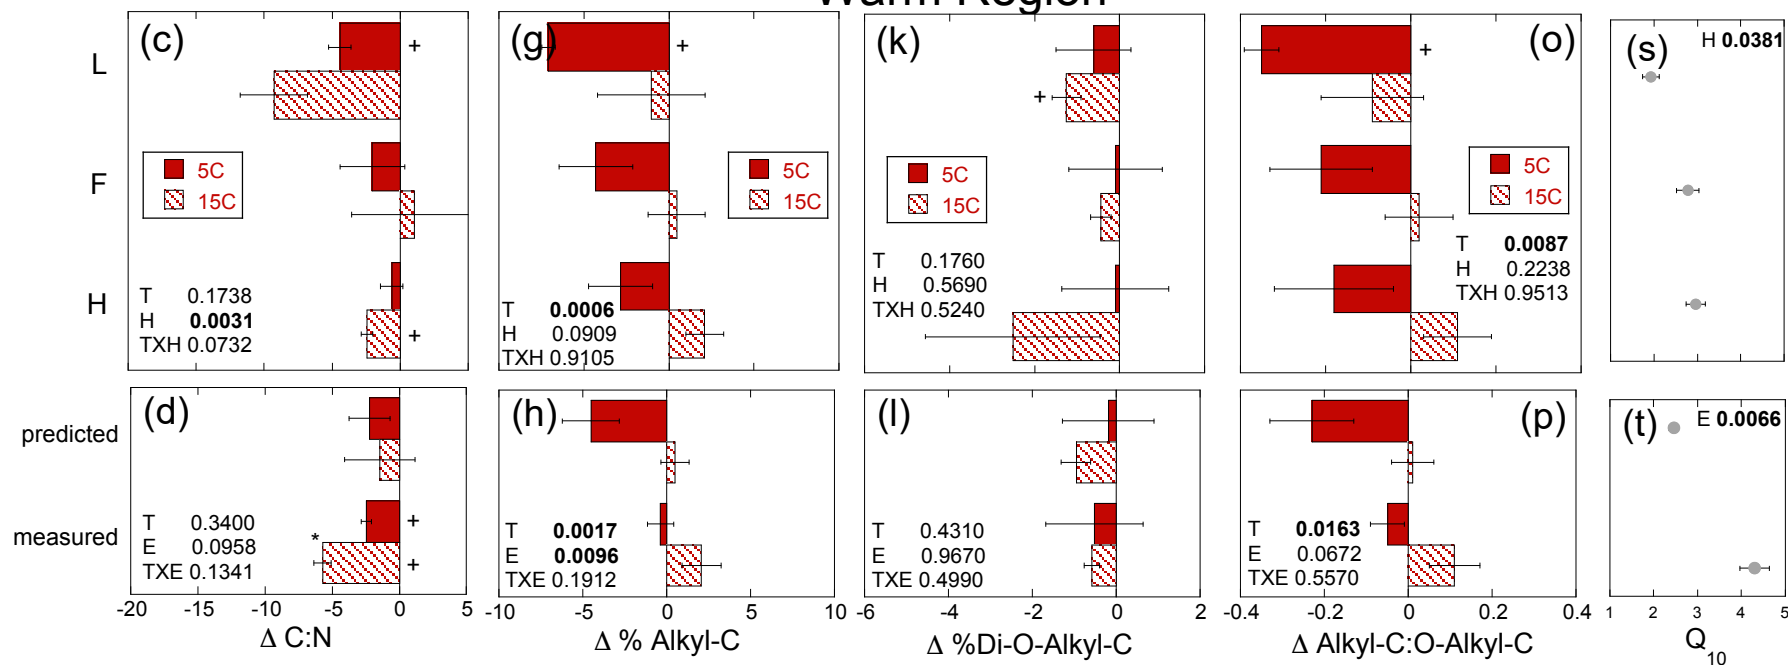 Warm Region
(c)
(g)
(k)
(o)
(s)
H 0.0381
L
+
+
+
+
F
5C
15C
5C
15C
5C
15C
5C
15C
H
T 0.1738
H 0.0031
TXH 0.0732
+
T 0.0006
H 0.0909
TXH 0.9105
T 0.1760
H 0.5690
TXH 0.5240
T 0.0087
H 0.2238
TXH 0.9513
(d)
(h)
(l)
(p)
(t)
E 0.0066
predicted
measured
T 0.3400
E 0.0958
TXE 0.1341
*
+
+
T 0.0017
E 0.0096
TXE 0.1912
T 0.4310
E 0.9670
TXE 0.4990
T 0.0163
E 0.0672
TXE 0.5570
-20 -15 -10 -5 0 5
-10 -5 0 5 10
-6 -4 -2 0 2
-0.4 -0.2 0 0.2 0.4
1 2 3 4 5
Δ C:N
Δ % Alkyl-C
Δ %Di-O-Alkyl-C
Δ Alkyl-C:O-Alkyl-C
Q10